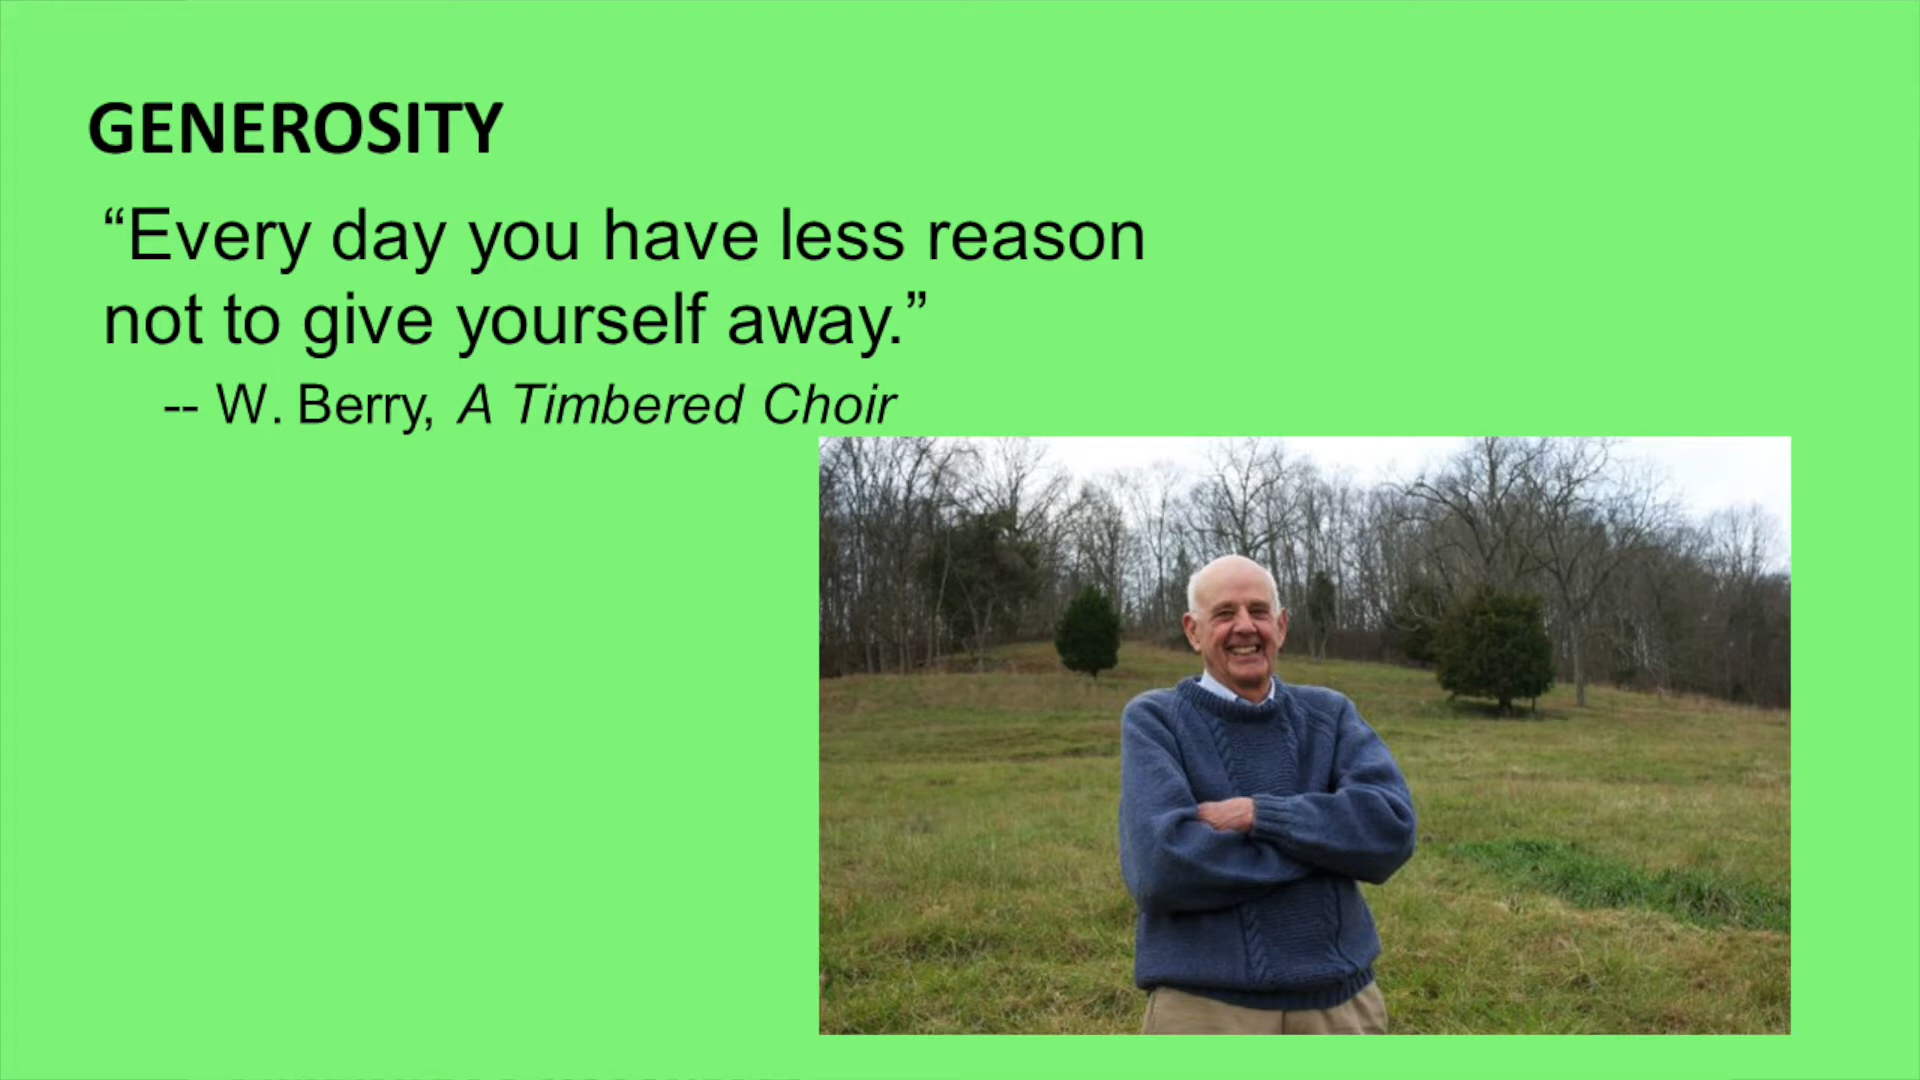 GENEROSITY
“Every day you have less reason
not to give yourself away.”
-- W. Berry, A Timbered Choir